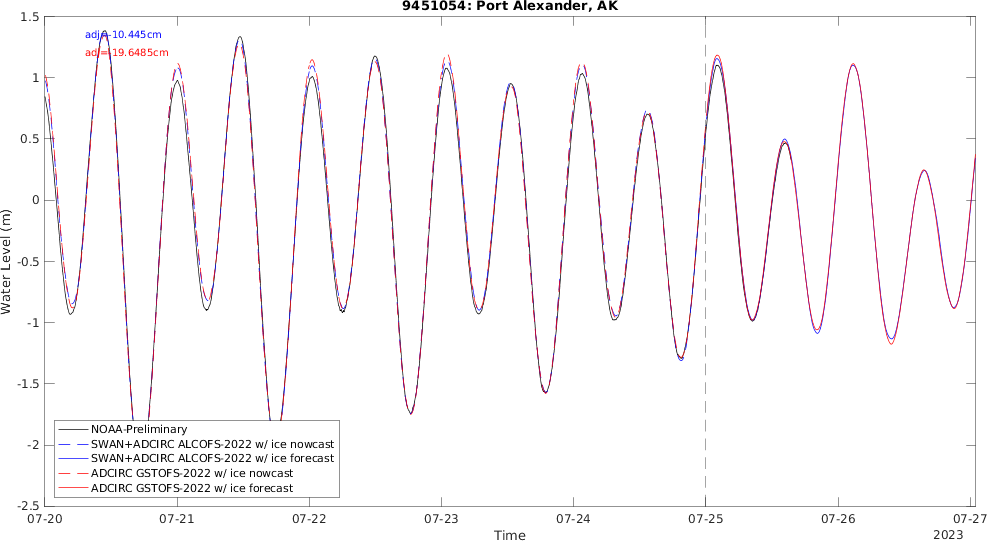 9451054: Port Alexander, AK
1.5
adj=-10.445cm
adj=-19.6485cm
1
0.5
0
-0.5
-1
-1.5
-2
-2.5
Water Level (m)
NOAA-Preliminary
SWAN+ADCIRC ALCOFS-2022 w/ ice nowcast
SWAN+ADCIRC ALCOFS-2022 w/ ice forecast
ADCIRC GSTOFS-2022 w/ ice nowcast
ADCIRC GSTOFS-2022 w/ ice forecast
07-20 07-21 07-22 07-23 07-24 07-25 07-26 07-27
Time
2023